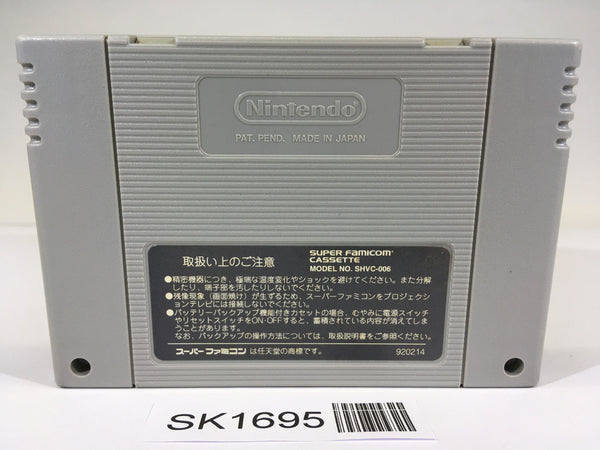 Nintendo
PAT. PEND. MADE IN JAPAN
取扱い上のご注意
SUPER FAMICOM
CASSETTE
MODEL NO. SHVC-006
●精密機器につき、極端な温度変化やショックを避けてください。また分解
したり、端子部を汚したりしないでください。
●残像現象（画面焼け）が生ずるため、スーパーファミコンをプロジェクシ
ョンテレビには接続しないでください。
●バッテリーバックアップ機能付きカセットの場合、むやみに電源スイッチ
やリセットスイッチをON-OFFすると、蓄積されている内容が消えてしま
うことがあります。
なお、バックアップの操作方法については、取扱説明書をご参照ください。
スーパーファミコンは任天堂の商標です。
920214
SK1695